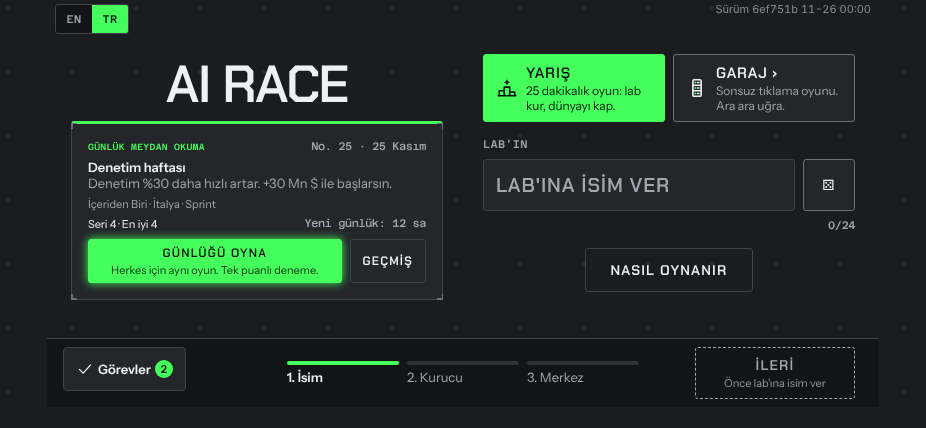 EN TR
Sürüm 6ef751b 11-26 00:00
AI RACE
GÜNLÜK MEYDAN OKUMA
No. 25 · 25 Kasım
Denetim haftası
Denetim %30 daha hızlı artar. +30 Mn $ ile başlarsın.
İçeriden Biri · İtalya · Sprint
Seri 4 · En iyi 4
Yeni günlük: 12 sa
GÜNLÜĞÜ OYNA
Herkes için aynı oyun. Tek puanlı deneme.
GEÇMİŞ
YARIŞ
25 dakikalık oyun: lab
kur, dünyayı kap.
GARAJ ›
Sonsuz tıklama oyunu.
Ara ara uğra.
LAB'IN
LAB'INA İSİM VER
0/24
NASIL OYNANIR
Görevler 2
1. İsim
2. Kurucu
3. Merkez
İLERİ
Önce lab'ına isim ver